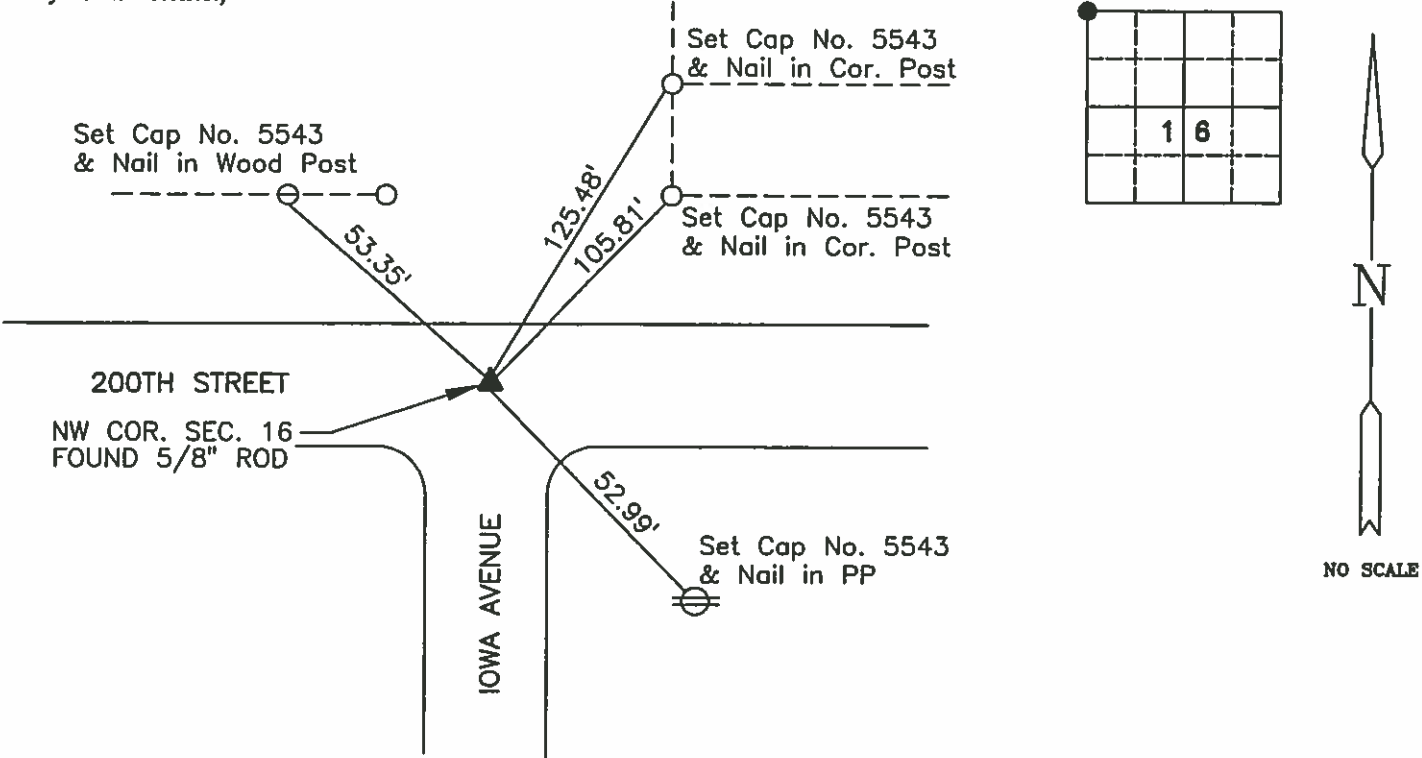 Set Cap No. 5543
& Nail in Cor. Post
Set Cap No. 5543
& Nail in Wood Post
1 6
125.48'
105.81'
53.35'
Set Cap No. 5543
& Nail in Cor. Post
N
200TH STREET
NW COR. SEC. 16
FOUND 5/8" ROD
52.99'
IOWA AVENUE
Set Cap No. 5543
& Nail in PP
NO SCALE